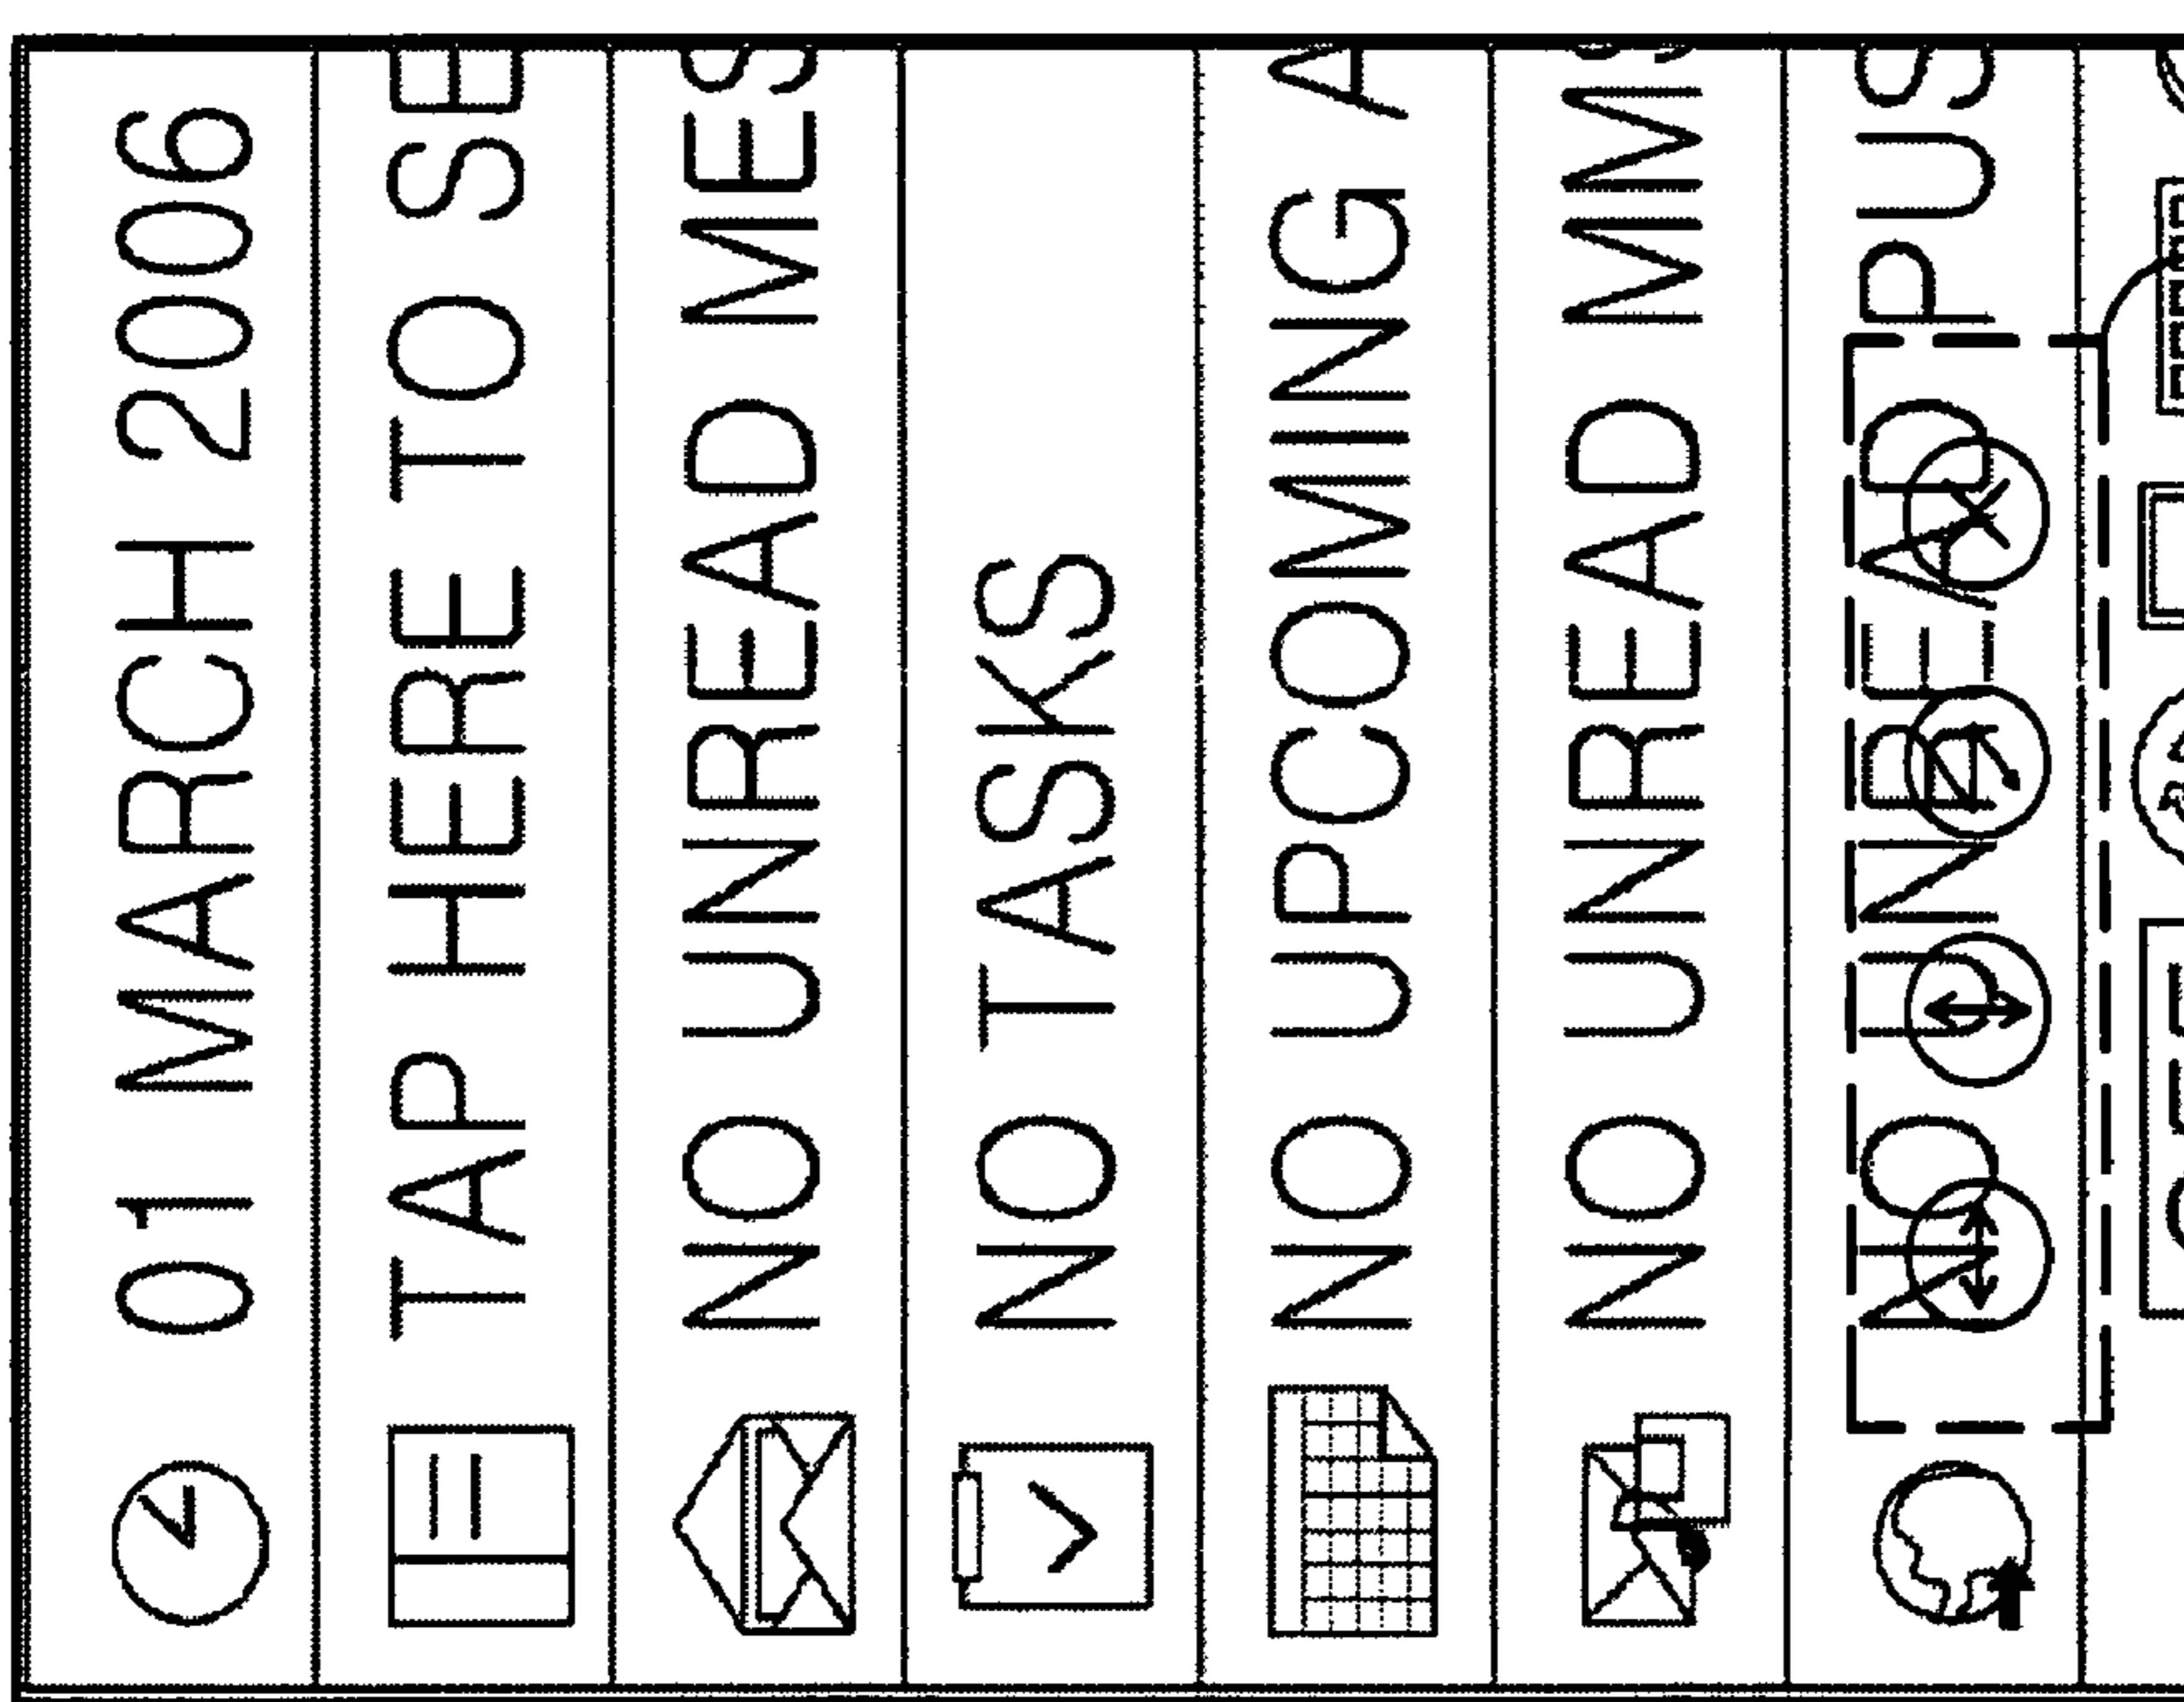 01 MARCH 2006
TAP HERE TO SE
NO UNREAD MES
NO TASKS
NO UPCOMING A
NO UNREAD MMS
NO UNREAD PUS